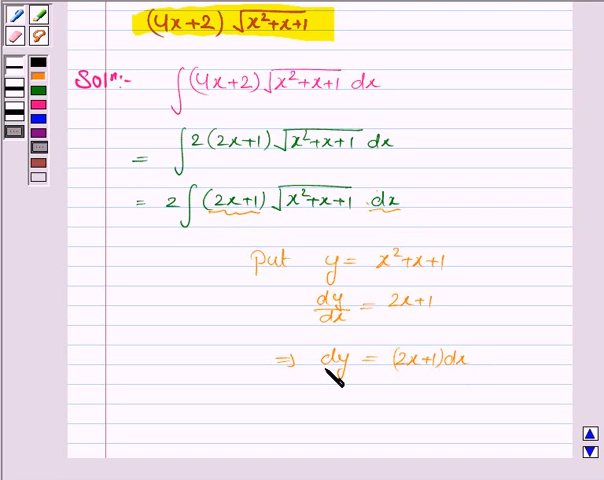 (4x+2) √x²+x+1
Solⁿ:- ∫(4x+2)√x²+x+1 dx
= ∫2(2x+1)√x²+x+1 dx
= 2∫(2x+1)√x²+x+1 . dx
Put y = x²+x+1
dy/dx = 2x+1
⇒ dy = (2x+1)dx